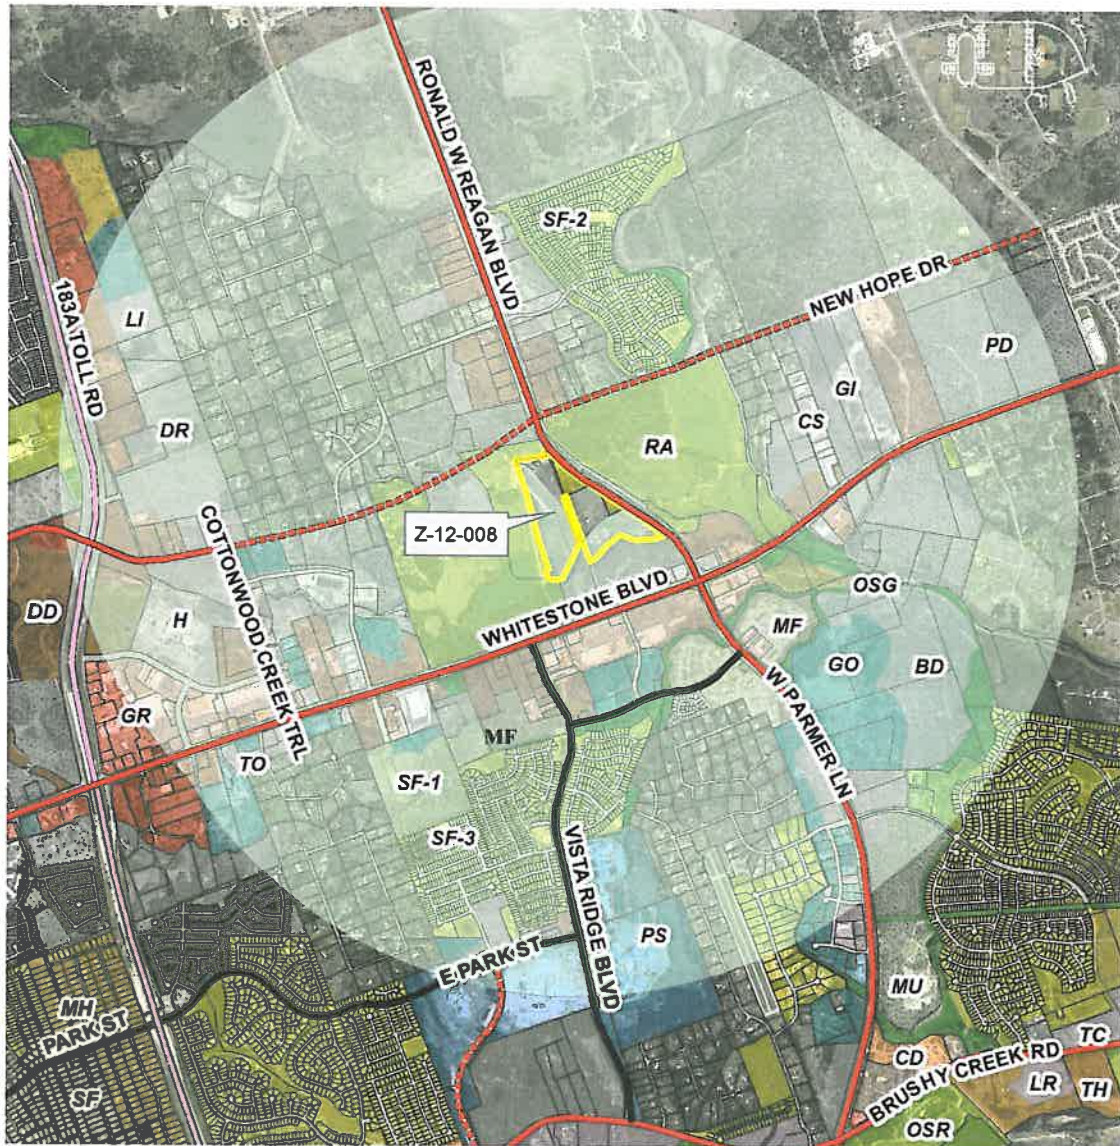 RONALD W REAGAN BLVD
SF-2
NEW HOPE DR
183A TOLL RD
LI
PD
GI
CS
DR
RA
Z-12-008
COTTONWOOD CREEK TRL
WHITESTONE BLVD
OSG
DD
H
MF
GO
BD
W PARMER LN
GR
TO
MF
SF-1
SF-3
VISTA RIDGE BLVD
PS
E PARK ST
MU
MH
PARK ST
SF
CD
BRUSHY CREEK RD
TC
LR
TH
OSR